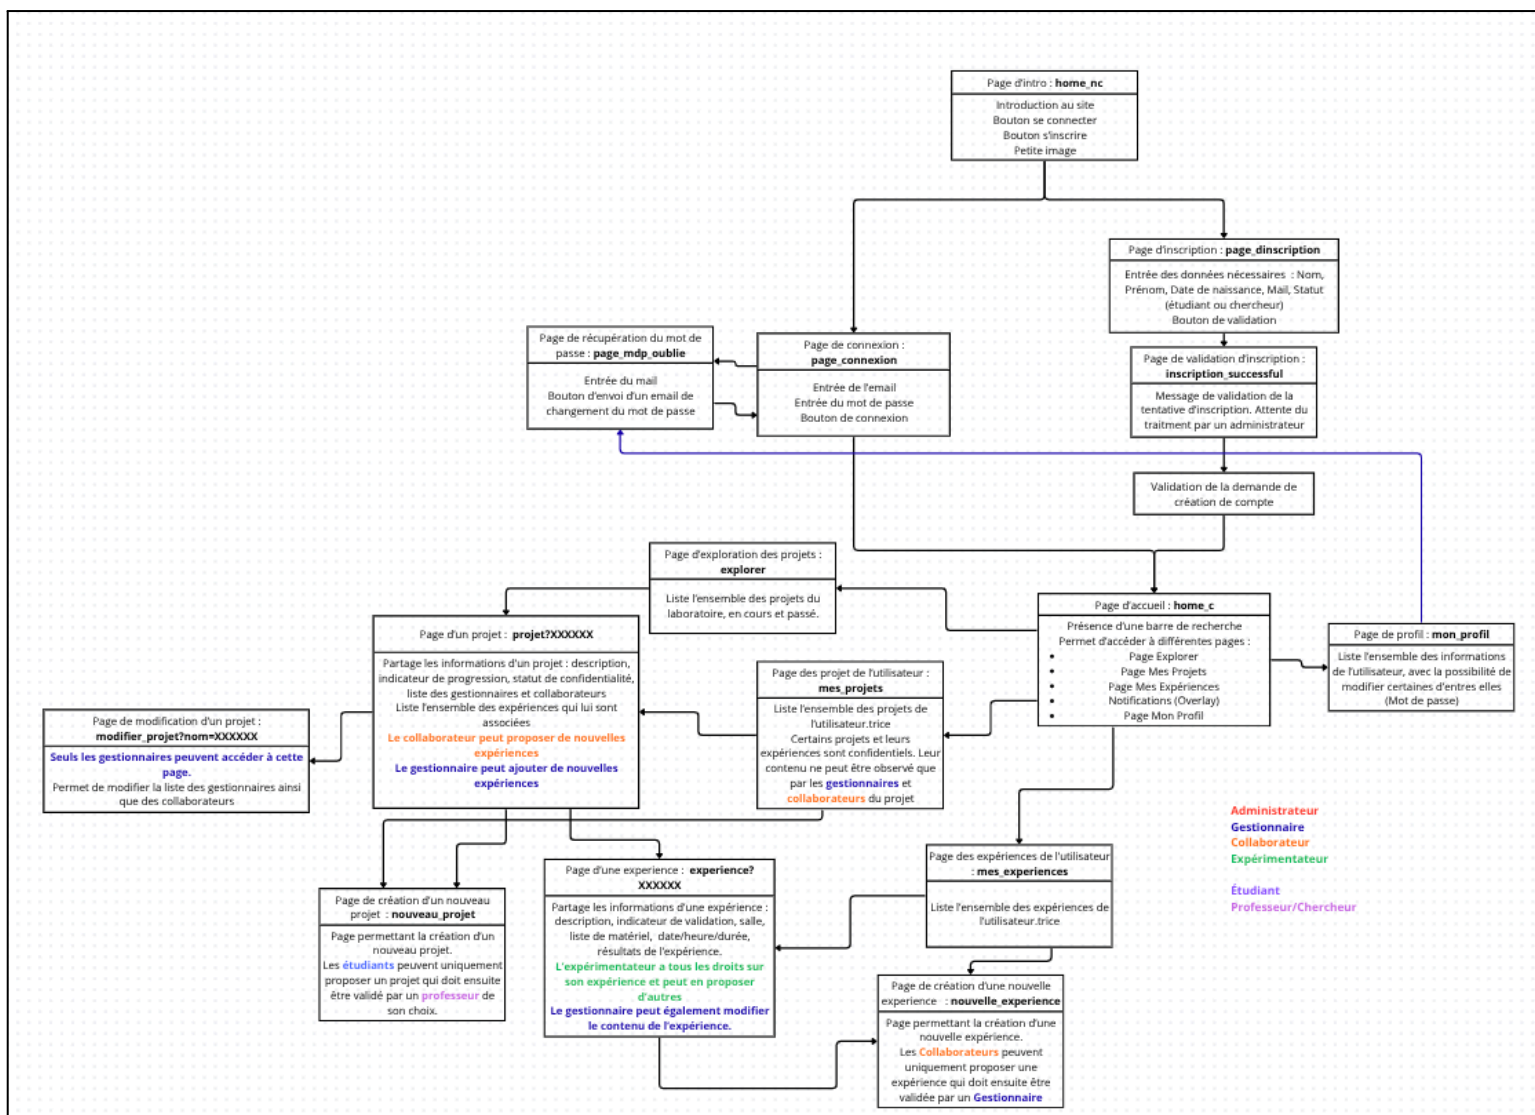 Page d'intro : home_nc
Introduction au site
Bouton se connecter
Bouton s'inscrire
Petite image
Page d'inscription : page_dinscription
Entrée des données nécessaires : Nom,
Prénom, Date de naissance, Mail, Statut
(étudiant ou chercheur)
Bouton de validation
Page de récupération du mot de
passe : page_mdp_oublie
Entrée du mail
Bouton d'envoi d'un email de
changement du mot de passe
Page de connexion :
page_connexion
Entrée de l'email
Entrée du mot de passe
Bouton de connexion
Page de validation d'inscription :
inscription_successful
Message de validation de la
tentative d'inscription. Attente du
traitement par un administrateur
Validation de la demande de
création de compte
Page d'exploration des projets :
explorer
Liste l'ensemble des projets du
laboratoire, en cours et passé.
Page d'accueil : home_c
Présence d'une barre de recherche
Permet d'accéder à différentes pages :
• Page Explorer
• Page Mes Projets
• Page Mes Expériences
• Notifications (Overlay)
• Page Mon Profil
Page de profil : mon_profil
Liste l'ensemble des informations
de l'utilisateur, avec la possibilité de
modifier certaines d'entres elles
(Mot de passe)
Page d'un projet : projet?XXXXXX
Partage les informations d'un projet : description,
indicateur de progression, statut de confidentialité,
liste des gestionnaires et collaborateurs
Liste l'ensemble des expériences qui lui sont
associées
Le collaborateur peut proposer de nouvelles
expériences
Le gestionnaire peut ajouter de nouvelles
expériences
Page des projet de l'utilisateur :
mes_projets
Liste l'ensemble des projets de
l'utilisateur.trice
Certains projets et leurs
expériences sont confidentiels. Leur
contenu ne peut être observé que
par les gestionnaires et
collaborateurs du projet
Page de modification d'un projet :
modifier_projet?nom=XXXXXX
Seuls les gestionnaires peuvent accéder à cette
page.
Permet de modifier la liste des gestionnaires ainsi
que des collaborateurs
Administrateur
Gestionnaire
Collaborateur
Expérimentateur
Étudiant
Professeur/Chercheur
Page des expériences de l'utilisateur
: mes_experiences
Liste l'ensemble des expériences de
l'utilisateur.trice
Page d'une experience : experience?
XXXXXX
Partage les informations d'une expérience :
description, indicateur de validation, salle,
liste de matériel, date/heure/durée,
résultats de l'expérience.
L'expérimentateur a tous les droits sur
son expérience et peut en proposer
d'autres
Le gestionnaire peut également modifier
le contenu de l'expérience.
Page de création d'un nouveau
projet : nouveau_projet
Page permettant la création d'un
nouveau projet.
Les étudiants peuvent uniquement
proposer un projet qui doit ensuite
être validé par un professeur de
son choix.
Page de création d'une nouvelle
experience : nouvelle_experience
Page permettant la création d'une
nouvelle expérience.
Les Collaborateurs peuvent
uniquement proposer une
expérience qui doit ensuite être
validée par un Gestionnaire